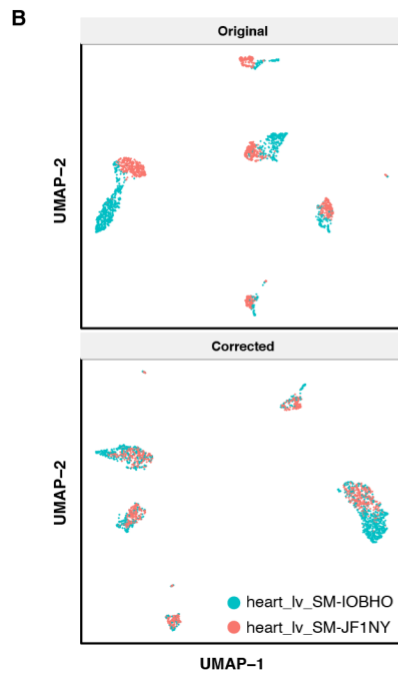 B
Original
UMAP–2
Corrected
UMAP–2
heart_lv_SM-IOBHO
heart_lv_SM-JF1NY
UMAP–1